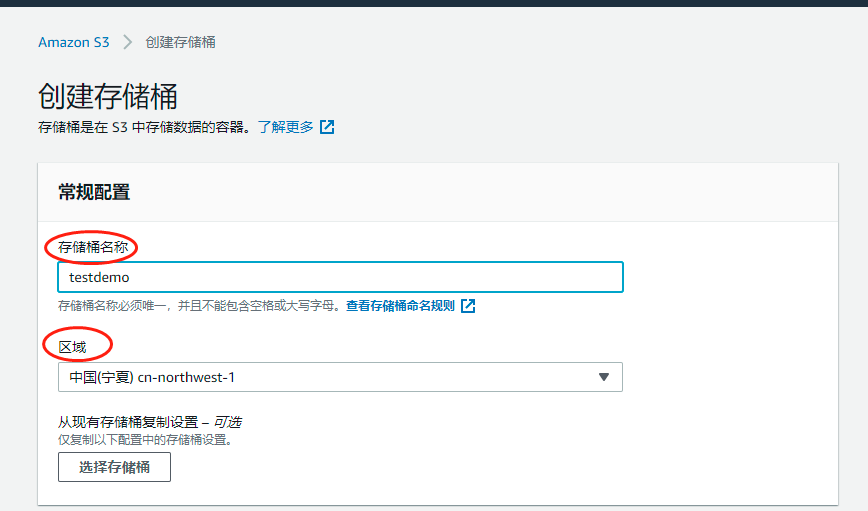 Amazon S3 > 创建存储桶
创建存储桶
存储桶是在 S3 中存储数据的容器。了解更多
常规配置
存储桶名称
testdemo
存储桶名称必须唯一，并且不能包含空格或大写字母。查看存储桶命名规则
区域
中国(宁夏) cn-northwest-1
从现有存储桶复制设置 – 可选
仅复制以下配置中的存储桶设置。
选择存储桶